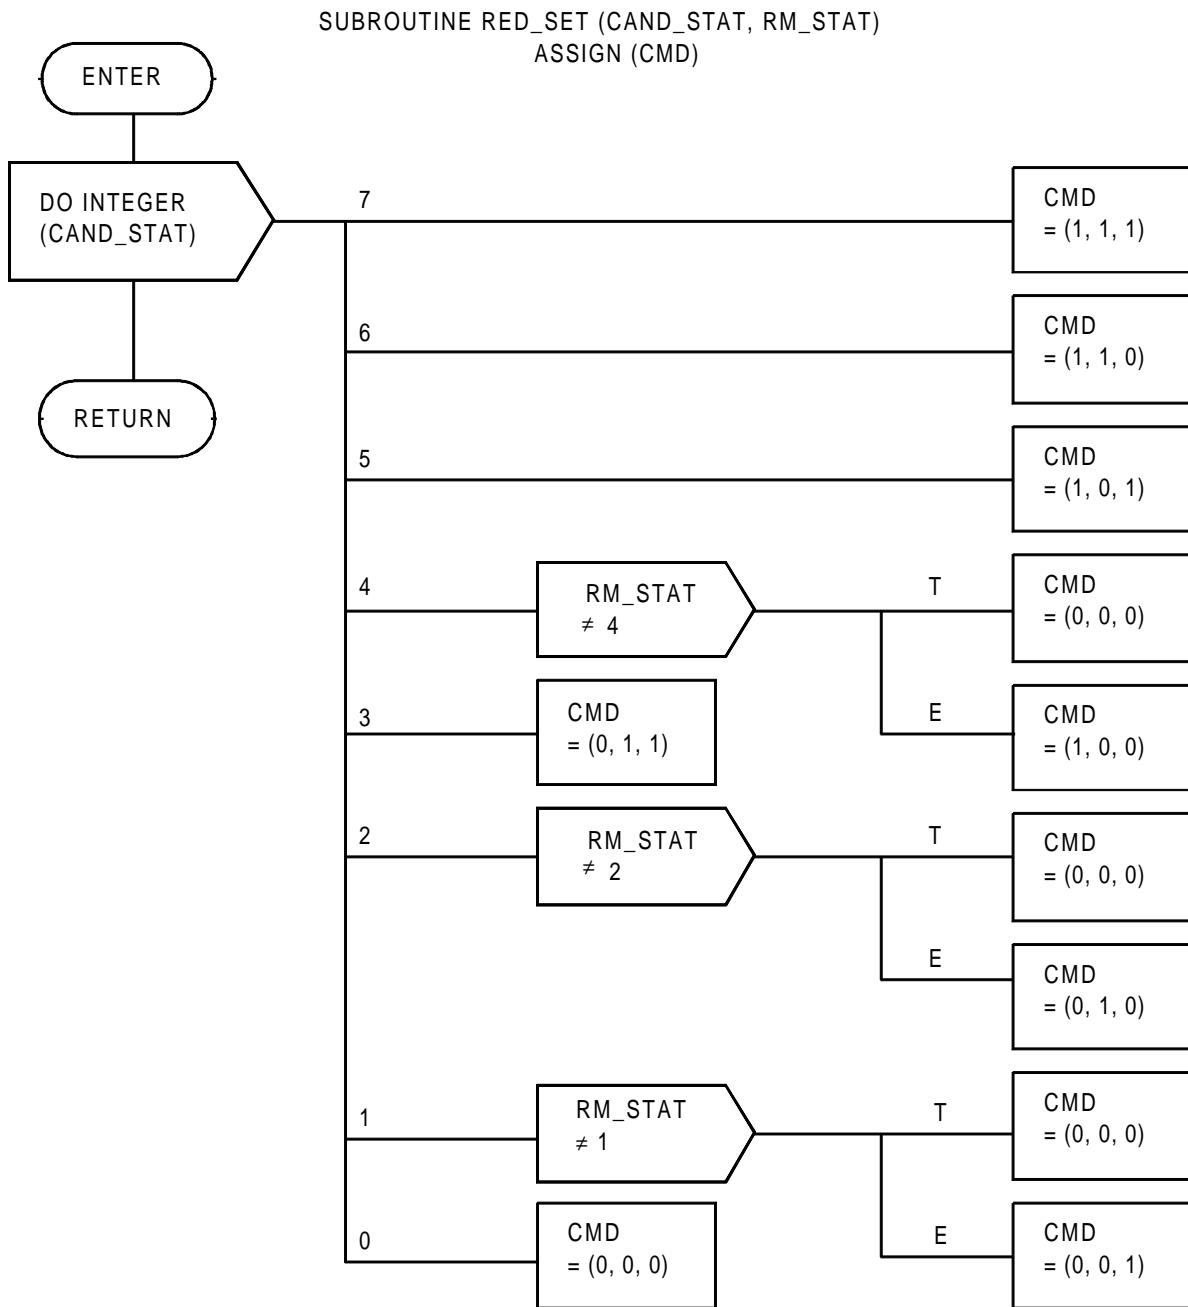 SUBROUTINE RED_SET (CAND_STAT, RM_STAT)
ASSIGN (CMD)
ENTER
DO INTEGER
(CAND_STAT)
RETURN
7
CMD
= (1, 1, 1)
6
CMD
= (1, 1, 0)
5
CMD
= (1, 0, 1)
4
RM_STAT
≠ 4
T
CMD
= (0, 0, 0)
E
CMD
= (1, 0, 0)
3
CMD
= (0, 1, 1)
2
RM_STAT
≠ 2
T
CMD
= (0, 0, 0)
E
CMD
= (0, 1, 0)
1
RM_STAT
≠ 1
T
CMD
= (0, 0, 0)
E
CMD
= (0, 0, 1)
0
CMD
= (0, 0, 0)